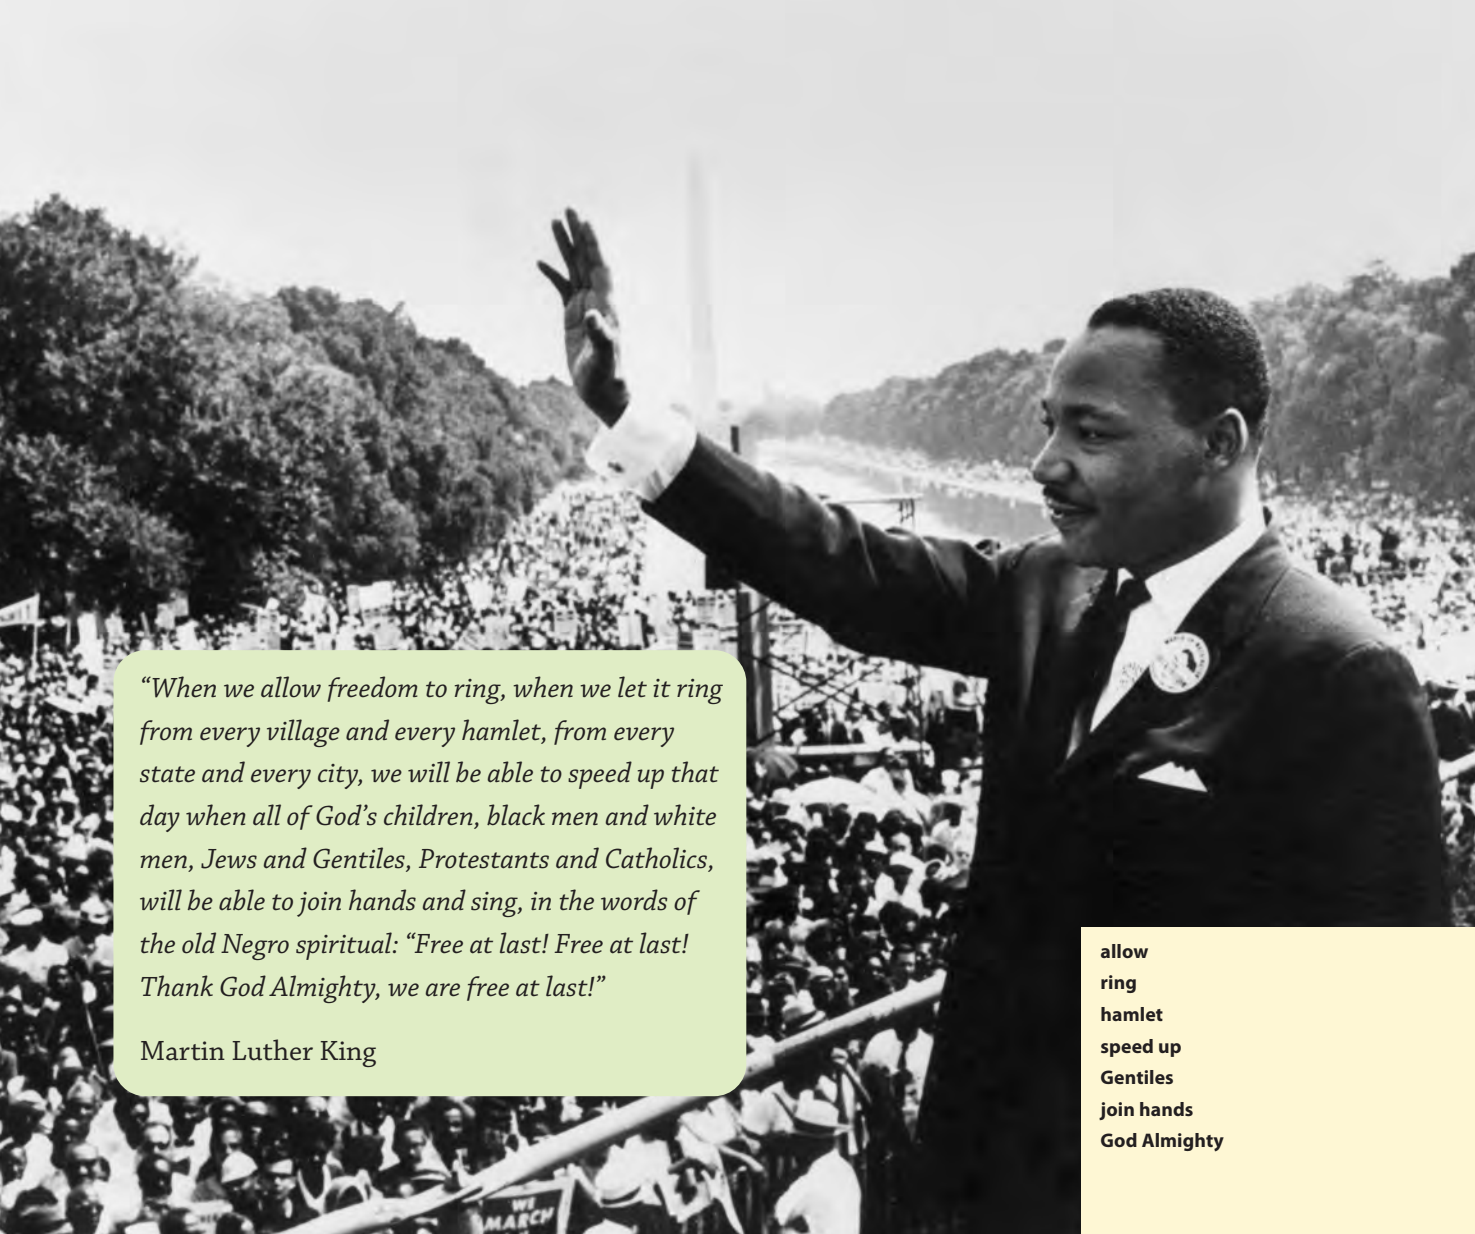 “When we allow freedom to ring, when we let it ring
from every village and every hamlet, from every
state and every city, we will be able to speed up that
day when all of God’s children, black men and white
men, Jews and Gentiles, Protestants and Catholics,
will be able to join hands and sing, in the words of
the old Negro spiritual: “Free at last! Free at last!
Thank God Almighty, we are free at last!”
Martin Luther King
allow
ring
hamlet
speed up
Gentiles
join hands
God Almighty
WE
MARCH